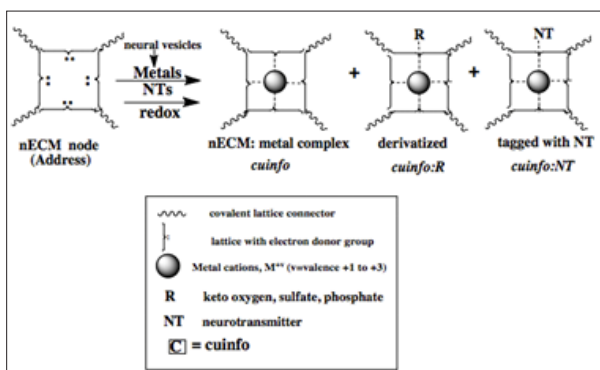 neural vesicles
Metals
NTs
redox
nECM node
(Address)
+
nECM: metal complex
cuinfo
R
+
derivatized
cuinfo:R
NT
tagged with NT
cuinfo:NT
covalent lattice connector
lattice with electron donor group
Metal cations, M⁺ᵛ (v=valence +1 to +3)
R keto oxygen, sulfate, phosphate
NT neurotransmitter
C = cuinfo